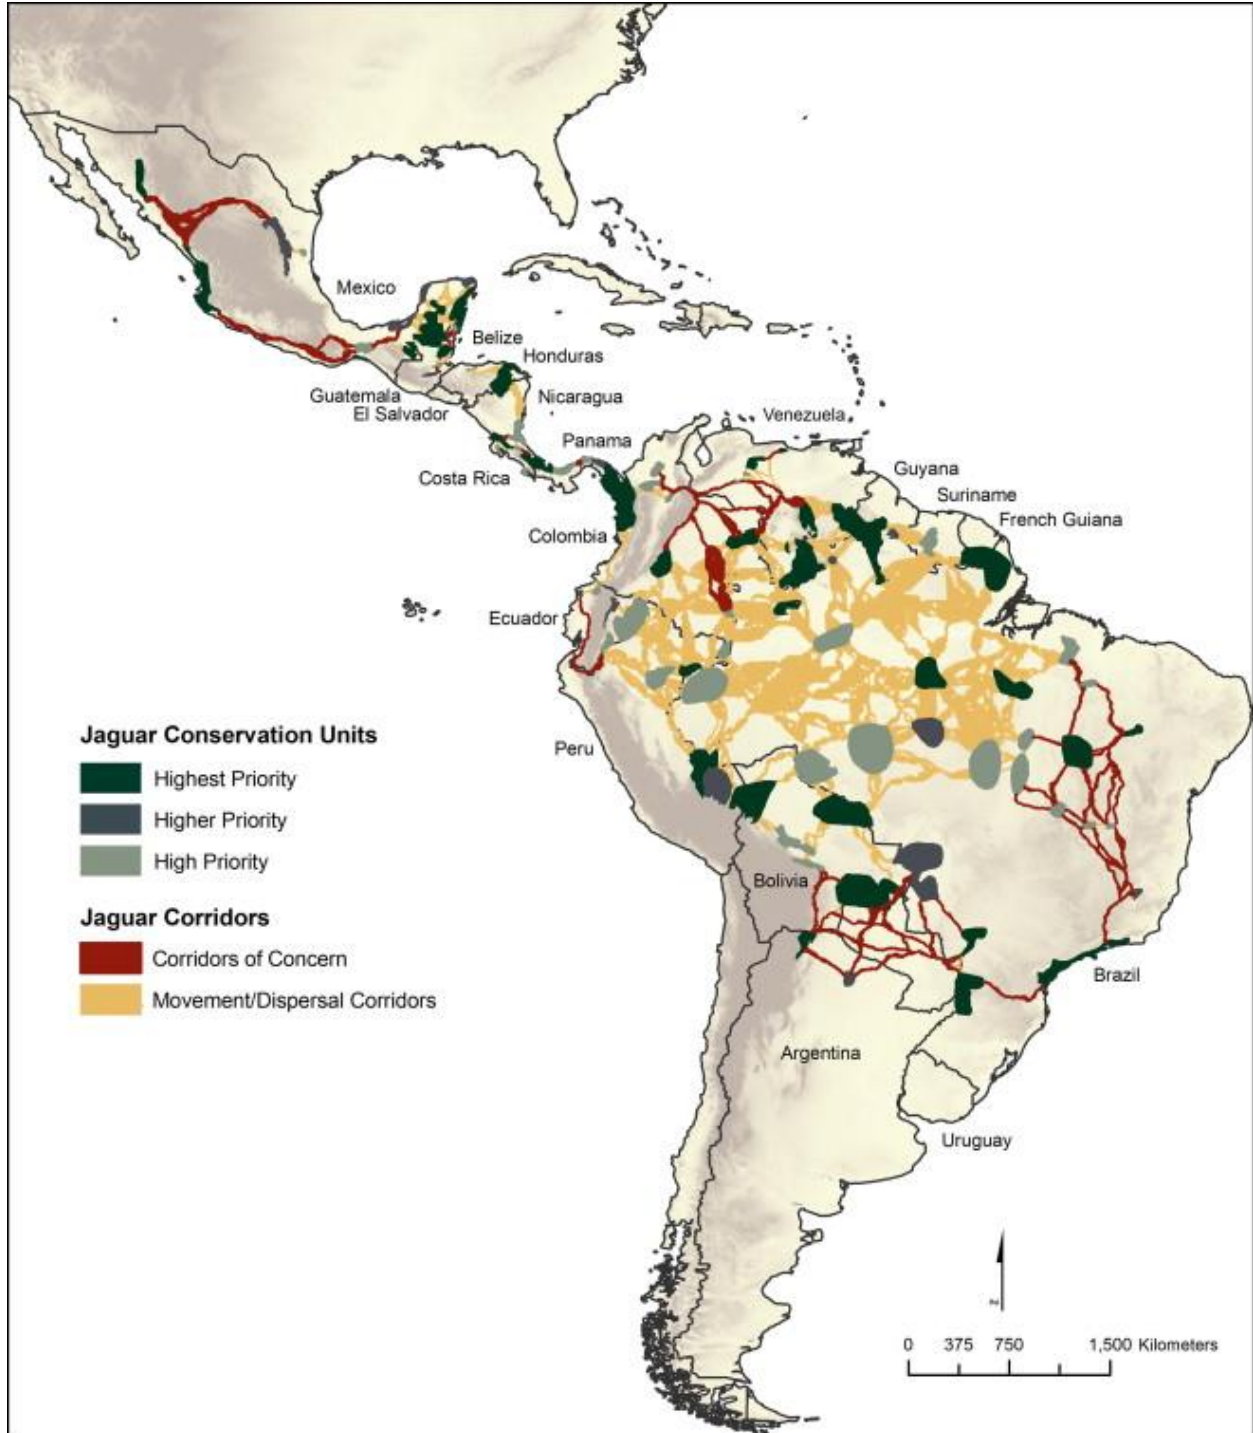 Mexico
Belize
Honduras
Guatemala
Nicaragua
El Salvador
Venezuela
Panama
Guyana
Costa Rica
Suriname
French Guiana
Colombia
Ecuador
Peru
Jaguar Conservation Units
Highest Priority
Higher Priority
High Priority
Bolivia
Jaguar Corridors
Corridors of Concern
Movement/Dispersal Corridors
Brazil
Argentina
Uruguay
N
0 375 750 1,500 Kilometers